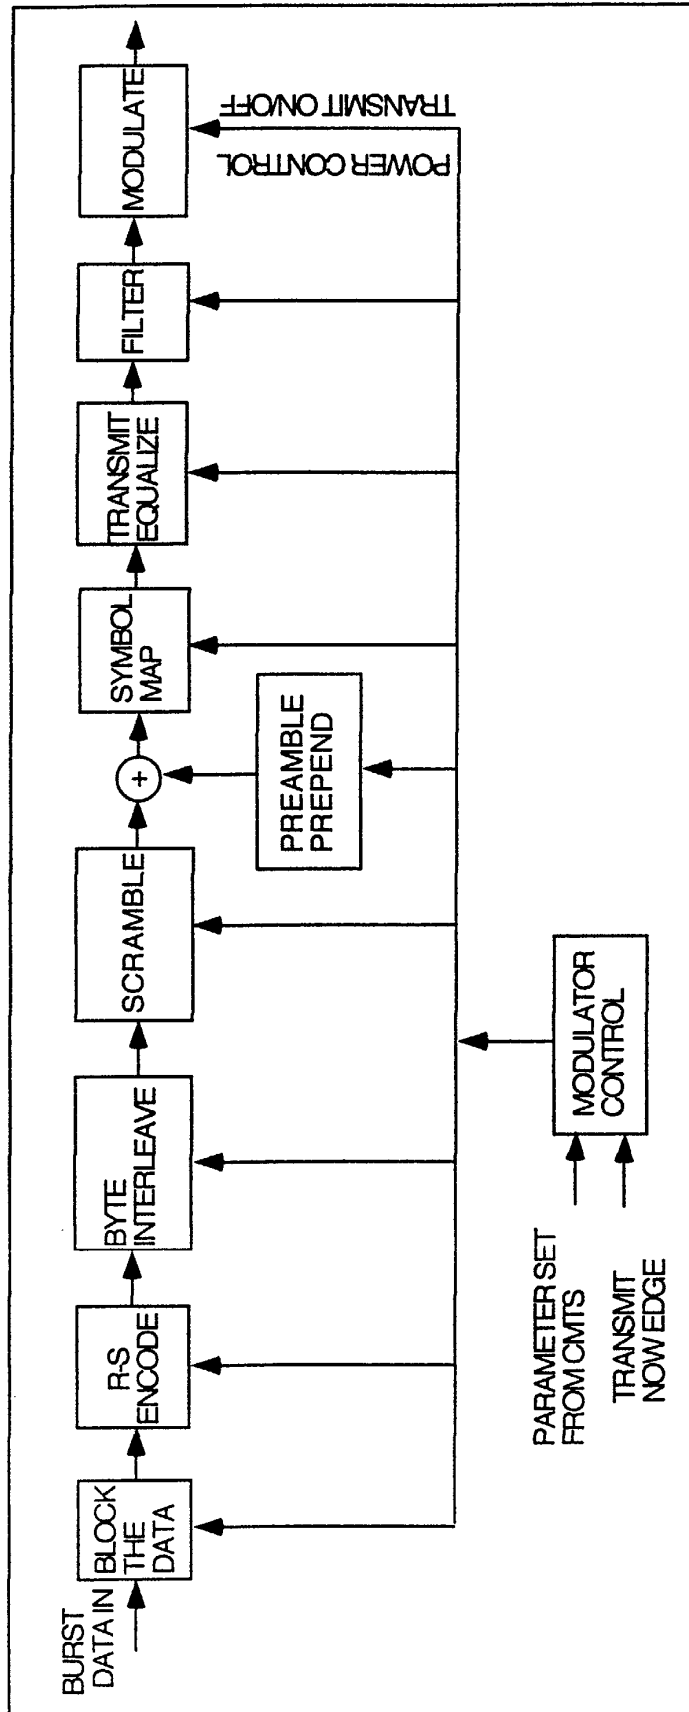 BURST
DATA IN
BLOCK
THE
DATA
R-S
ENCODE
BYTE
INTERLEAVE
SCRAMBLE
+
PREAMBLE
PREPEND
SYMBOL
MAP
TRANSMIT
EQUALIZE
FILTER
MODULATE
POWER CONTROL
TRANSMIT ON/OFF
MODULATOR
CONTROL
PARAMETER SET
FROM CMTS
TRANSMIT
NOW EDGE